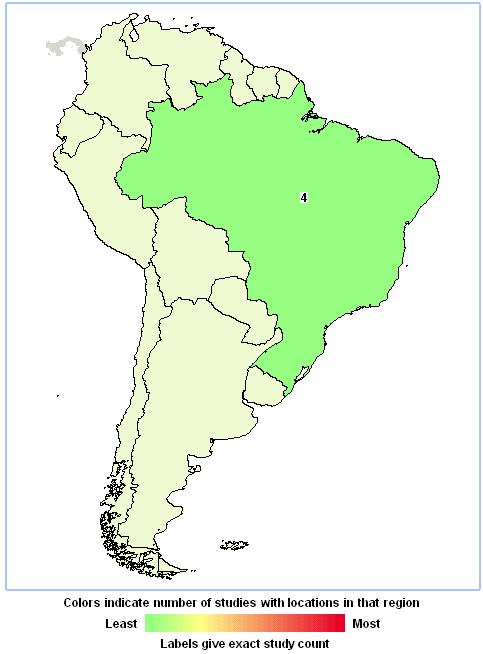 4
Colors indicate number of studies with locations in that region
Least Most
Labels give exact study count